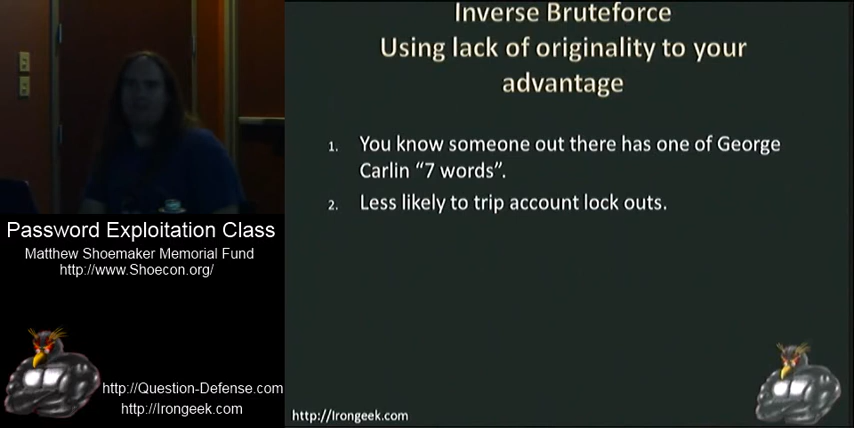 Inverse Bruteforce
Using lack of originality to your
advantage
1. You know someone out there has one of George
Carlin “7 words”.
2. Less likely to trip account lock outs.
Password Exploitation Class
Matthew Shoemaker Memorial Fund
http://www.Shoecon.org/
http://Question-Defense.com
http://Irongeek.com
http://Irongeek.com